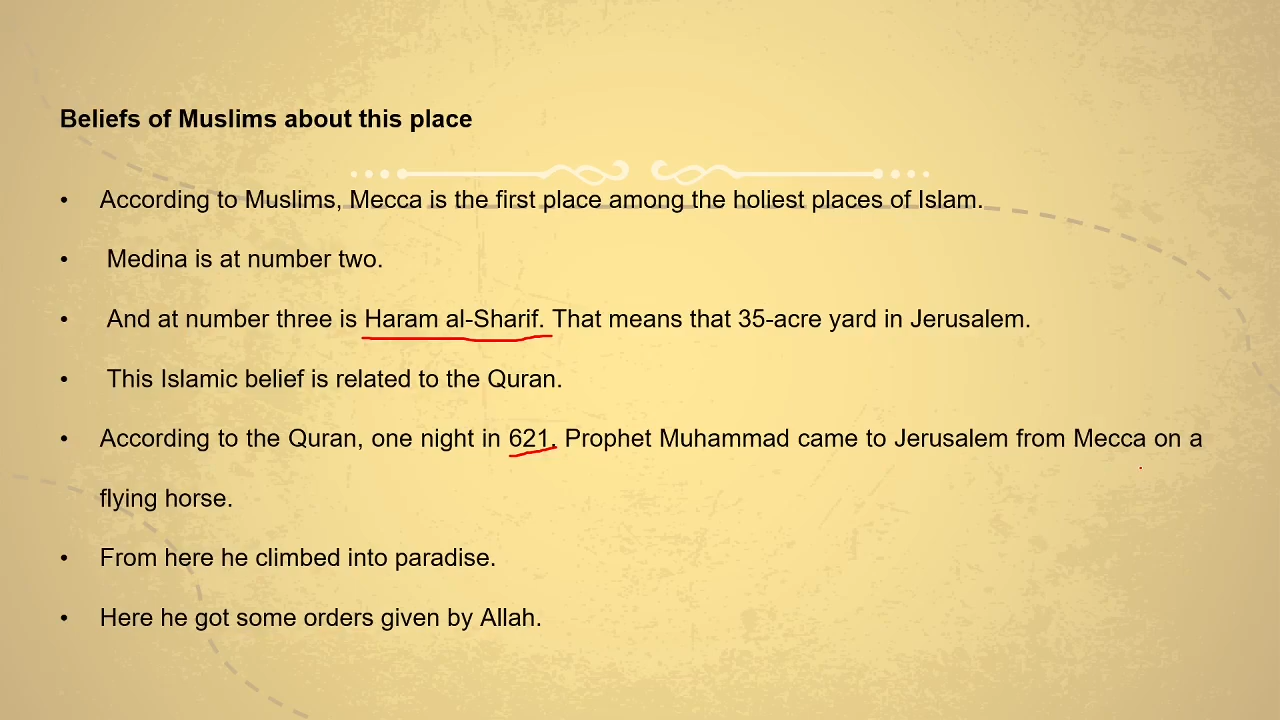 Beliefs of Muslims about this place
• According to Muslims, Mecca is the first place among the holiest places of Islam.
• Medina is at number two.
• And at number three is Haram al-Sharif. That means that 35-acre yard in Jerusalem.
• This Islamic belief is related to the Quran.
• According to the Quran, one night in 621, Prophet Muhammad came to Jerusalem from Mecca on a
flying horse.
• From here he climbed into paradise.
• Here he got some orders given by Allah.